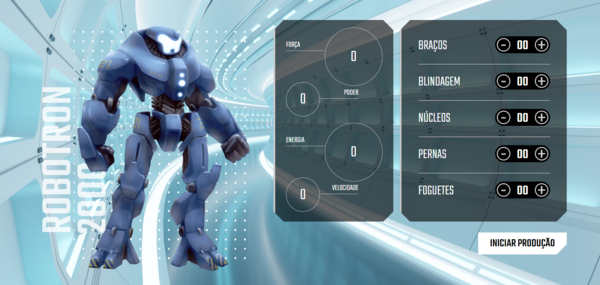 ROBOTRON
2000
FORÇA
0
PODER
0
ENERGIA
0
VELOCIDADE
0
BRAÇOS
- 00 +
BLINDAGEM
- 00 +
NÚCLEOS
- 00 +
PERNAS
- 00 +
FOGUETES
- 00 +
INICIAR PRODUÇÃO